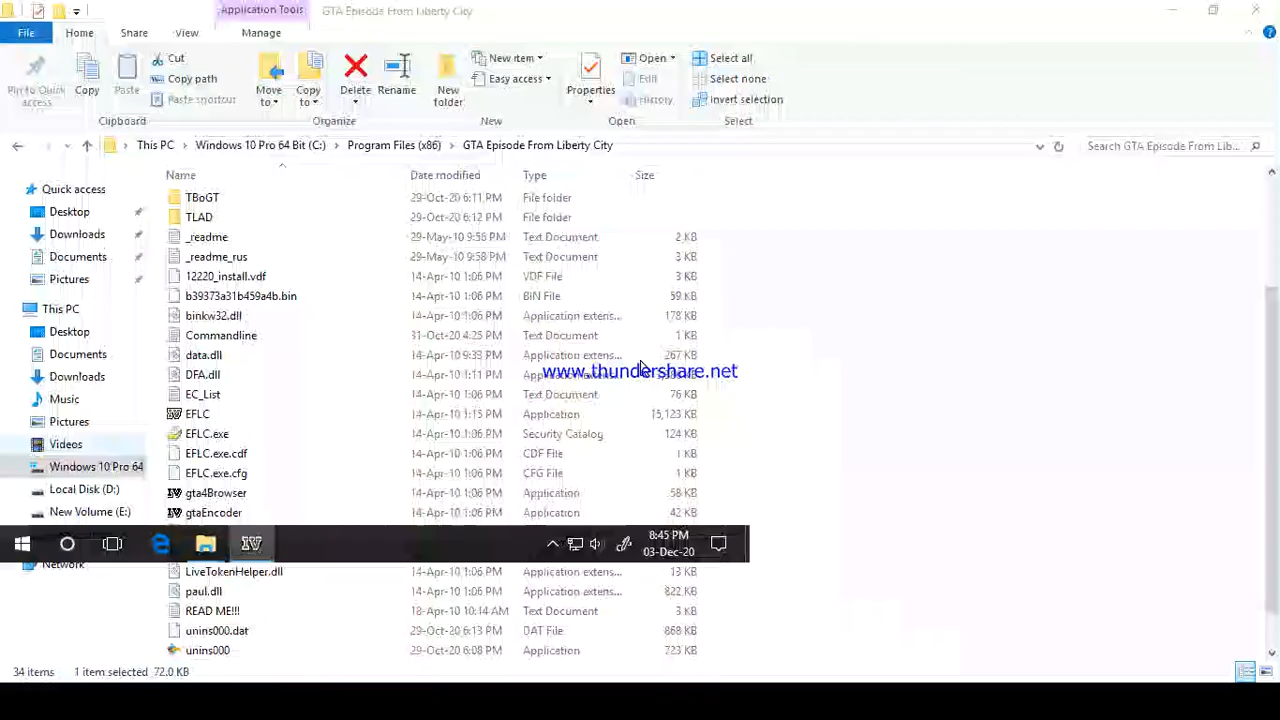 Application Tools GTA Episode From Liberty City
File Home Share View Manage
Pin to Quick access
Copy
Paste
Cut
Copy path
Paste shortcut
Clipboard
Move to
Copy to
Delete
Rename
Organize
New folder
New item
Easy access
New
Properties
Open
Edit
History
Open
Select all
Select none
Invert selection
Select
This PC Windows 10 Pro 64 Bit (C:) Program Files (x86) GTA Episode From Liberty City Search GTA Episode From Lib...
Quick access
Desktop
Downloads
Documents
Pictures
This PC
Desktop
Documents
Downloads
Music
Pictures
Videos
Windows 10 Pro 64
Local Disk (D:)
New Volume (E:)
Network
Name Date modified Type Size
TBoGT 29-Oct-20 6:11 PM File folder
TLAD 29-Oct-20 6:12 PM File folder
_readme 29-May-10 9:56 PM Text Document 2 KB
_readme_rus 29-May-10 9:58 PM Text Document 3 KB
12220_install.vdf 14-Apr-10 1:06 PM VDF File 3 KB
b39373a31b459a4b.bin 14-Apr-10 1:06 PM BIN File 59 KB
binkw32.dll 14-Apr-10 1:06 PM Application extens... 178 KB
Commandline 31-Oct-20 4:25 PM Text Document 1 KB
data.dll 14-Apr-10 9:33 PM Application extens... 267 KB
www.thundershare.net
DFA.dll 14-Apr-10 1:11 PM
EC_List 14-Apr-10 1:06 PM Text Document 76 KB
EFLC 14-Apr-10 1:15 PM Application 15,123 KB
EFLC.exe 14-Apr-10 1:06 PM Security Catalog 124 KB
EFLC.exe.cdf 14-Apr-10 1:06 PM CDF File 1 KB
EFLC.exe.cfg 14-Apr-10 1:06 PM CFG File 1 KB
gta4Browser 14-Apr-10 1:06 PM Application 58 KB
gtaEncoder 14-Apr-10 1:06 PM Application 42 KB
8:45 PM
03-Dec-20
LiveTokenHelper.dll 14-Apr-10 1:06 PM Application extens... 13 KB
paul.dll 14-Apr-10 1:06 PM Application extens... 822 KB
READ ME!!! 18-Apr-10 10:14 AM Text Document 3 KB
unins000.dat 29-Oct-20 6:13 PM DAT File 868 KB
unins000 29-Oct-20 6:08 PM Application 723 KB
34 items 1 item selected 72.0 KB